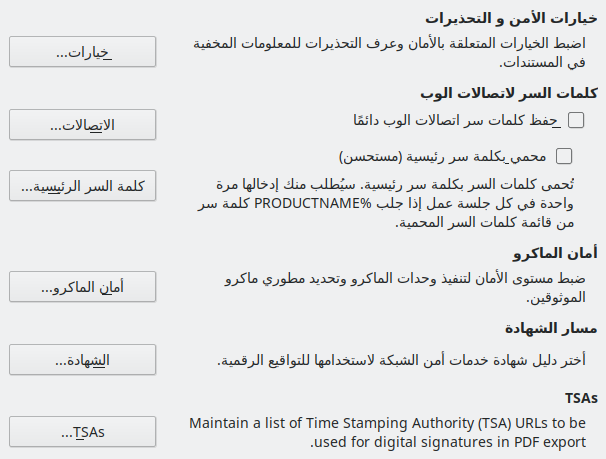 خيارات الأمن و التحذيرات
اضبط الخيارات المتعلقة بالأمان وعرف التحذيرات للمعلومات المخفية
في المستندات.
خيارات...
كلمات السر لاتصالات الوب
حفظ كلمات سر اتصالات الوب دائمًا
الاتصالات...
محمي بكلمة سر رئيسية (مستحسن)
تُحمى كلمات السر بكلمة سر رئيسية. سيُطلب منك إدخالها مرة
واحدة في كل جلسة عمل إذا جلب %PRODUCTNAME كلمة سر
من قائمة كلمات السر المحمية.
كلمة السر الرئيسية...
أمان الماكرو
ضبط مستوى الأمان لتنفيذ وحدات الماكرو وتحديد مطوري ماكرو
الموثوقين.
أمان الماكرو...
مسار الشهادة
أختر دليل شهادة خدمات أمن الشبكة لاستخدامها للتواقيع الرقمية.
الشهادة...
TSAs
Maintain a list of Time Stamping Authority (TSA) URLs to be
used for digital signatures in PDF export.
TSAs...